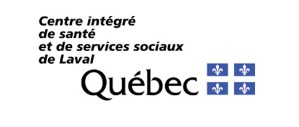 Centre intégré
de santé
et de services sociaux
de Laval
Québec